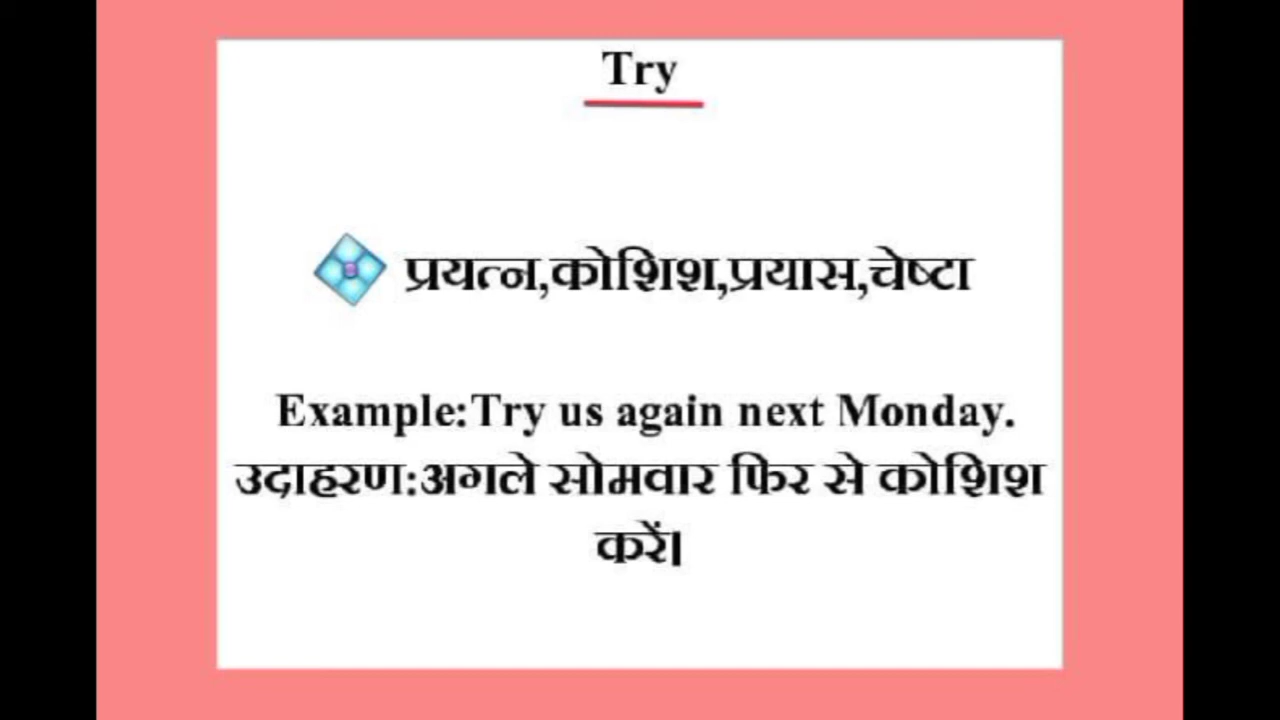 Try
प्रयत्न,कोशिश,प्रयास,चेष्टा
Example:Try us again next Monday.
उदाहरण:अगले सोमवार फिर से कोशिश
करें।